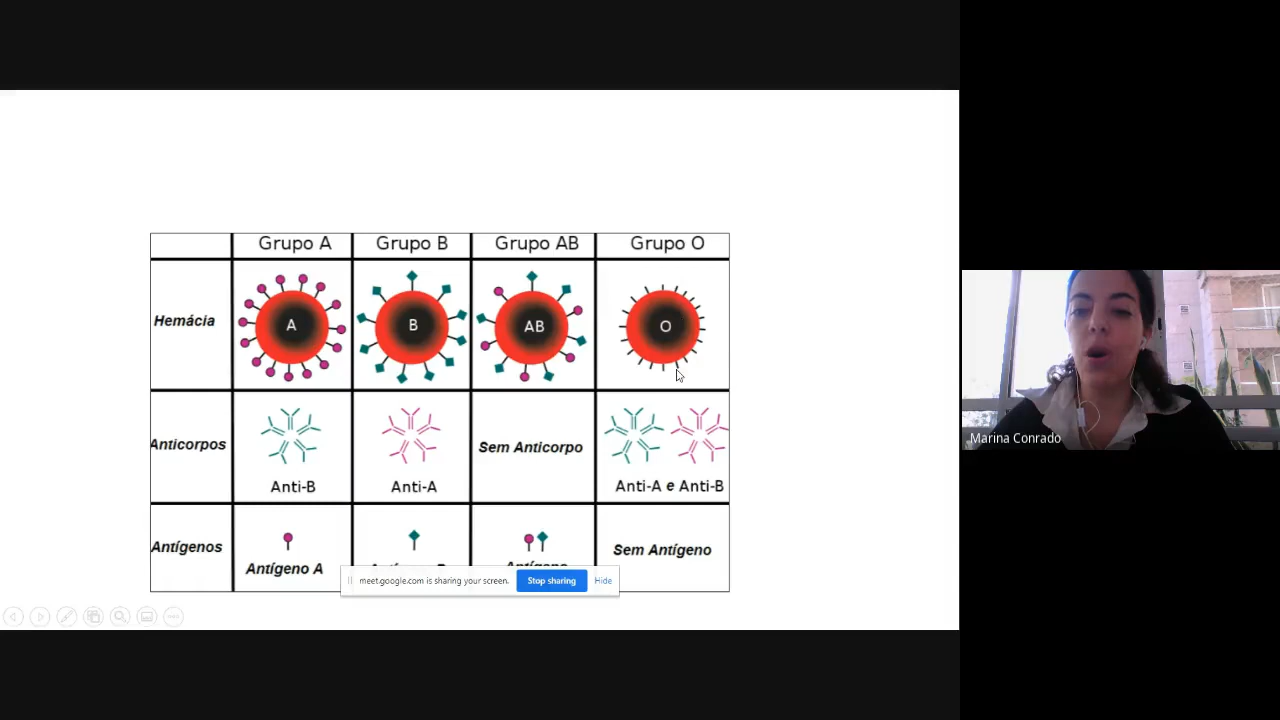 Grupo A Grupo B Grupo AB Grupo O
Hemácia A B AB O
Anticorpos Sem Anticorpo
Anti-B Anti-A Anti-A e Anti-B
Antígenos Sem Antígeno
Antígeno A
meet.google.com is sharing your screen. Stop sharing Hide
Marina Conrado